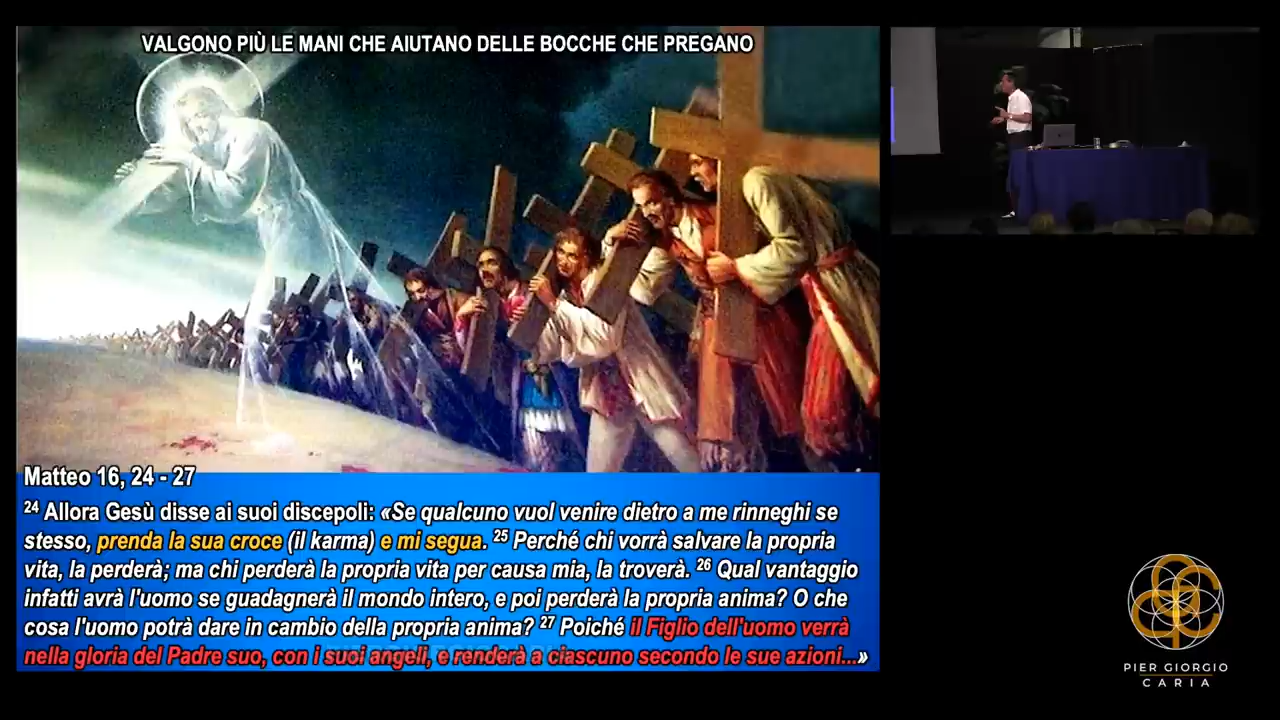 VALGONO PIÙ LE MANI CHE AIUTANO DELLE BOCCHE CHE PREGANO
Matteo 16, 24 - 27
24 Allora Gesù disse ai suoi discepoli: «Se qualcuno vuol venire dietro a me rinneghi se
stesso, prenda la sua croce (il karma) e mi segua. 25 Perché chi vorrà salvare la propria
vita, la perderà; ma chi perderà la propria vita per causa mia, la troverà. 26 Qual vantaggio
infatti avrà l'uomo se guadagnerà il mondo intero, e poi perderà la propria anima? O che
cosa l'uomo potrà dare in cambio della propria anima? 27 Poiché il Figlio dell'uomo verrà
nella gloria del Padre suo, con i suoi angeli, e renderà a ciascuno secondo le sue azioni...»
PIER GIORGIO
CARIA